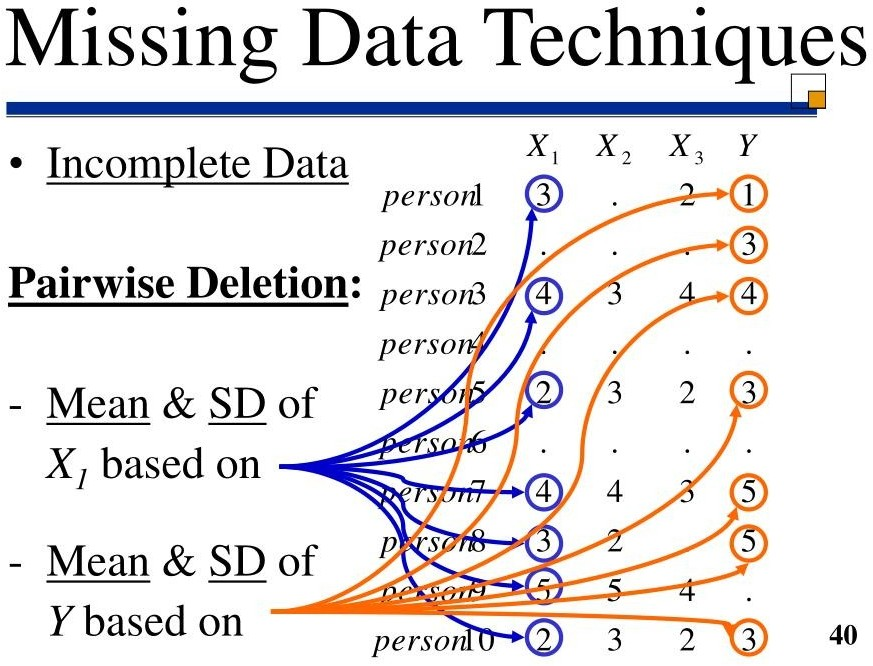 Missing Data Techniques
• Incomplete Data
Pairwise Deletion:
- Mean & SD of
X1 based on
- Mean & SD of
Y based on
X1 X2 X3 Y
person1 3 . 2 1
person2 . . . 3
person3 4 3 4 4
person4 . . . .
person5 2 3 2 3
person6 . . . .
person7 4 4 3 5
person8 3 2 5
person9 5 5 4 .
person10 2 3 2 3
40